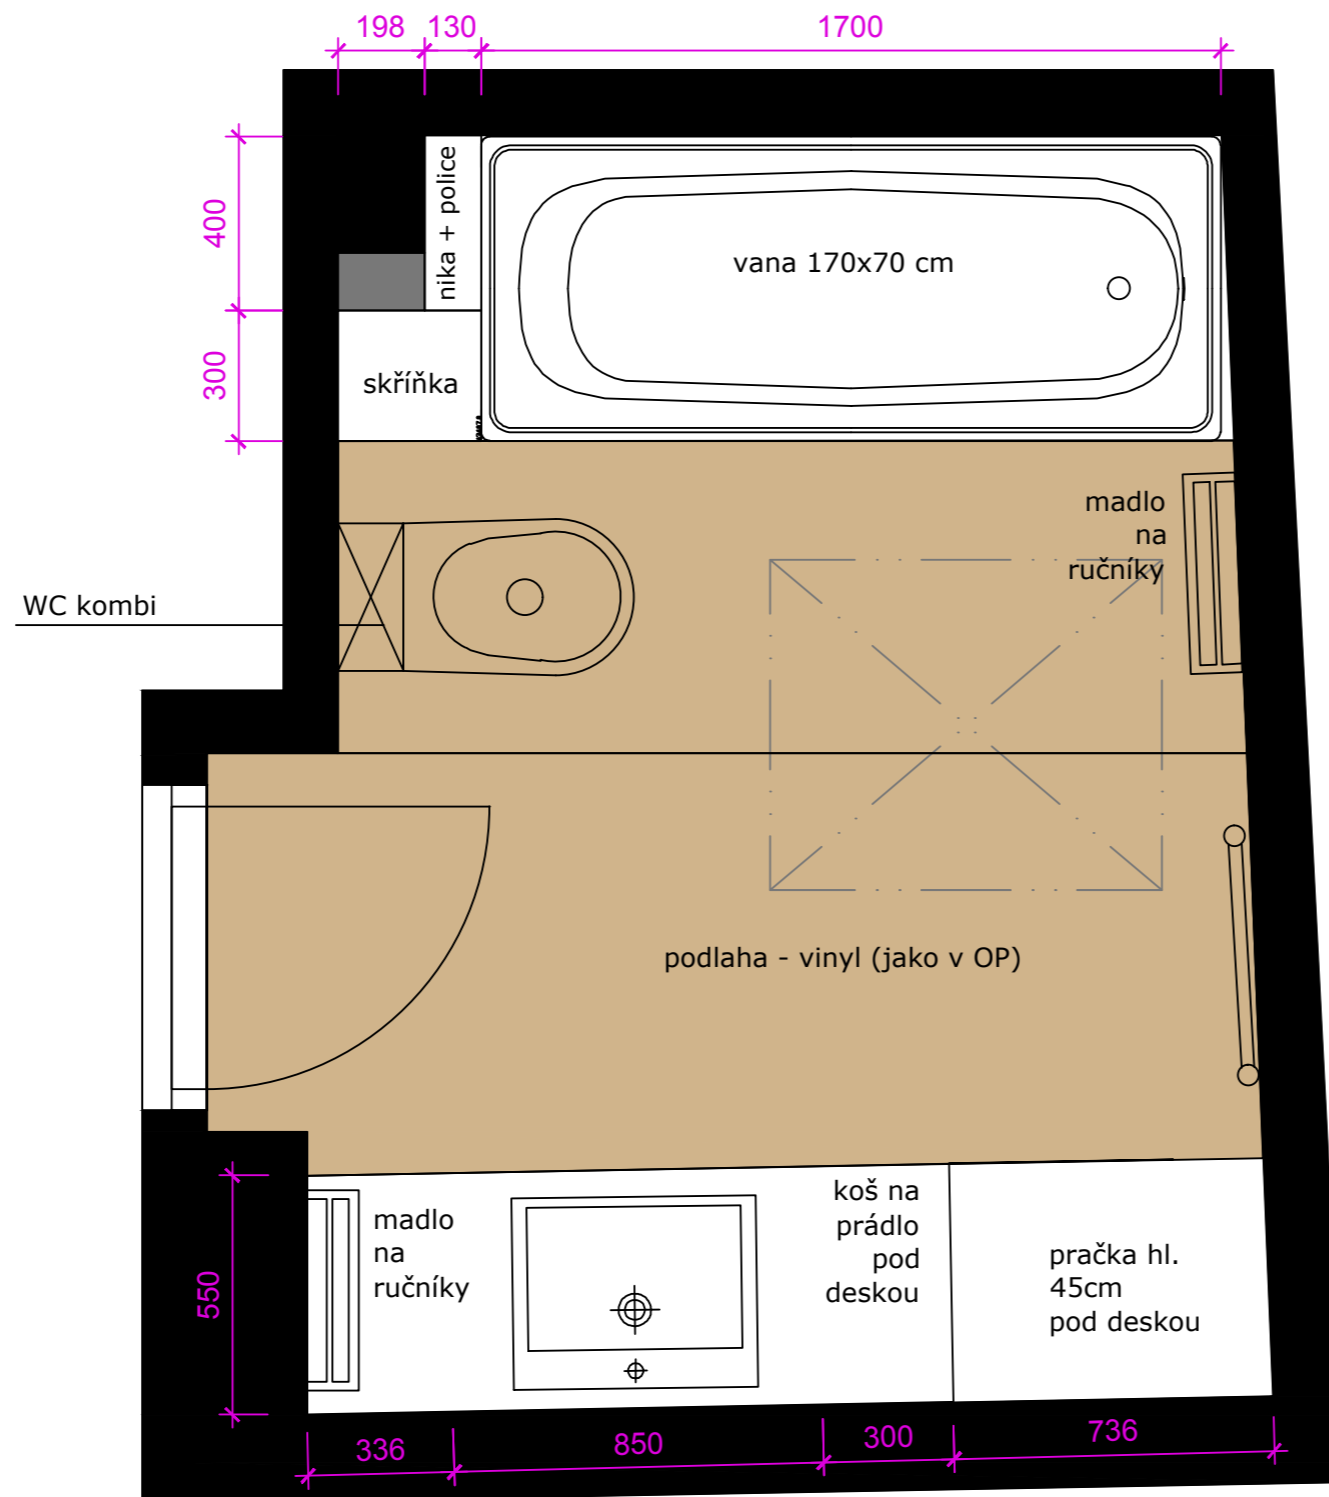 198 130 1700
400
300
nika + police
vana 170x70 cm
skříňka
madlo
na
ručníky
WC kombi
podlaha - vinyl (jako v OP)
550
madlo
na
ručníky
koš na
prádlo
pod
deskou
pračka hl.
45cm
pod deskou
336 850 300 736